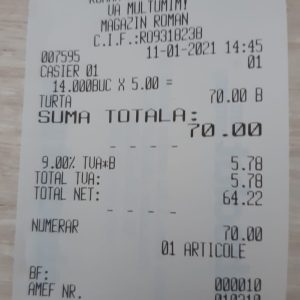 VA MULTUMIM
MAGAZIN ROMAN
C.I.F.:RO931823B
007595 11-01-2021 14:45
CASIER 01 01
14.000BUC X 5.00 =
TURTA 70.00 B
SUMA TOTALA:
70.00
- - - -
9.00% TVA*B 5.78
TOTAL TVA: 5.78
TOTAL NET: 64.22
- - - -
NUMERAR 70.00
01 ARTICOLE
BF: 000010
AMEF NR.